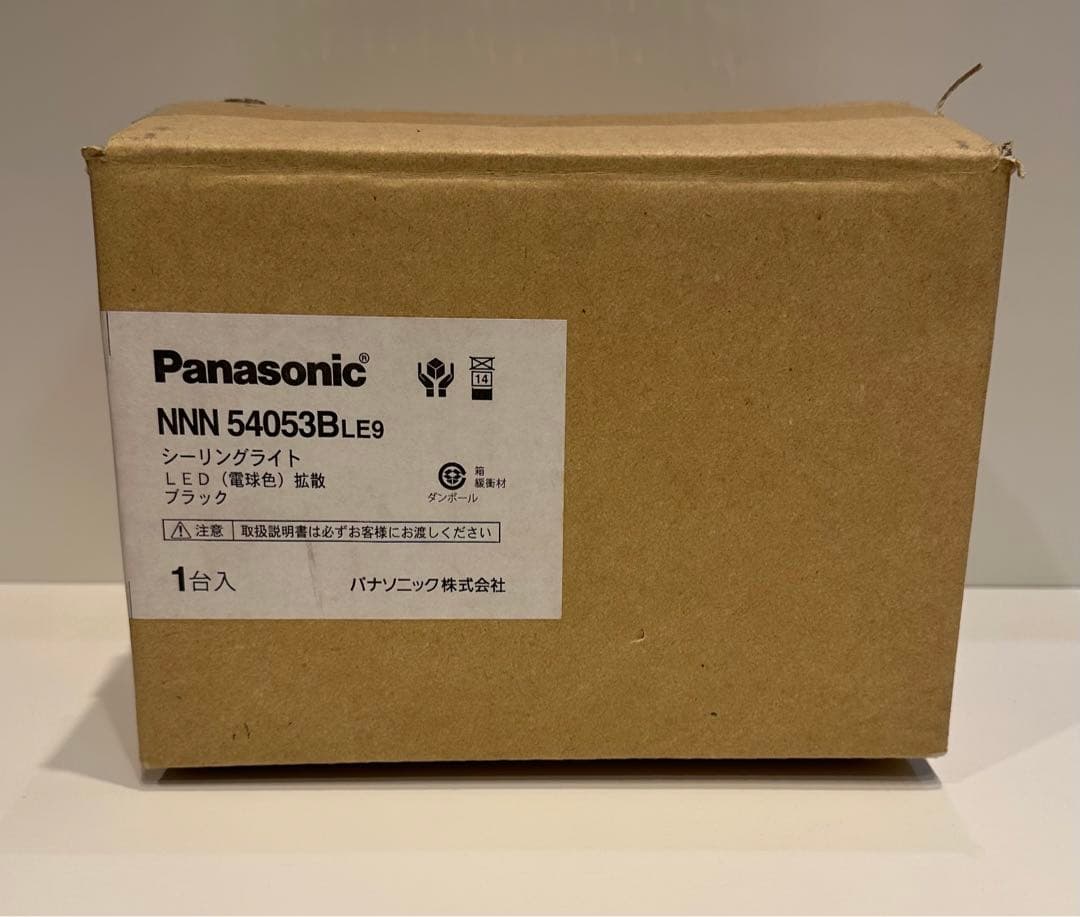 Panasonic®
14
NNN 54053BLE9
シーリングライト
LED（電球色）拡散
ブラック
箱
緩衝材
ダンボール
注意 取扱説明書は必ずお客様にお渡しください
1台入
パナソニック株式会社